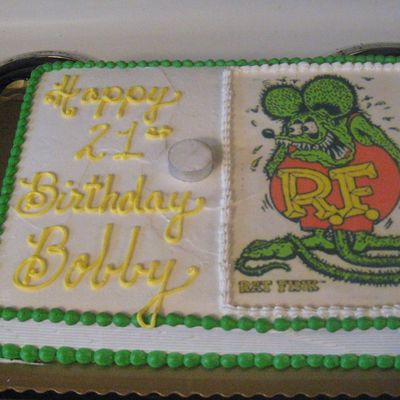 Happy
21st
Birthday
Bobby
R.F.
RAT FINK